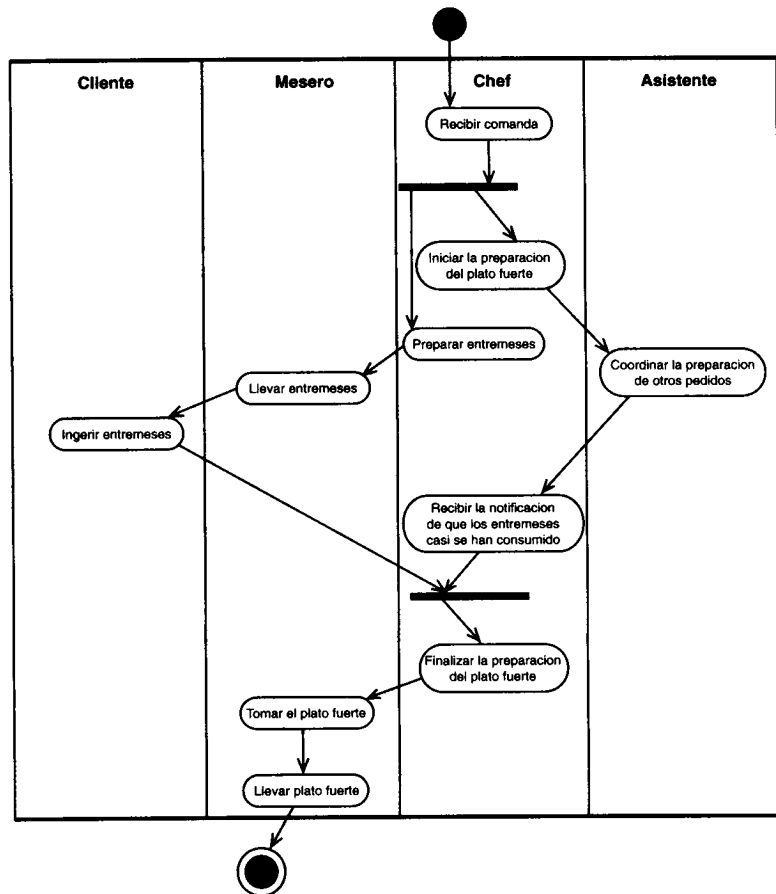 Cliente
Mesero
Chef
Asistente
Recibir comanda
Iniciar la preparacion
del plato fuerte
Preparar entremeses
Coordinar la preparacion
de otros pedidos
Llevar entremeses
Ingerir entremeses
Recibir la notificacion
de que los entremeses
casi se han consumido
Finalizar la preparacion
del plato fuerte
Tomar el plato fuerte
Llevar plato fuerte